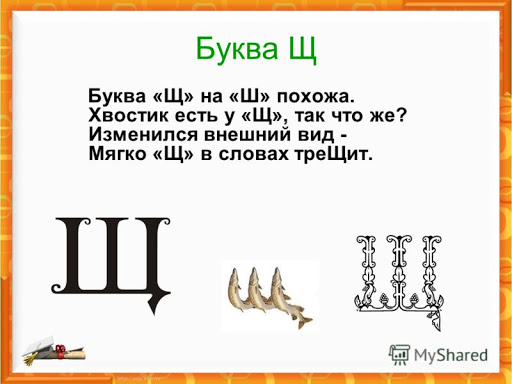 Буква Щ
Буква «Щ» на «Ш» похожа.
Хвостик есть у «Щ», так что же?
Изменился внешний вид -
Мягко «Щ» в словах треЩит.
Щ
Щ
Щ
MyShared